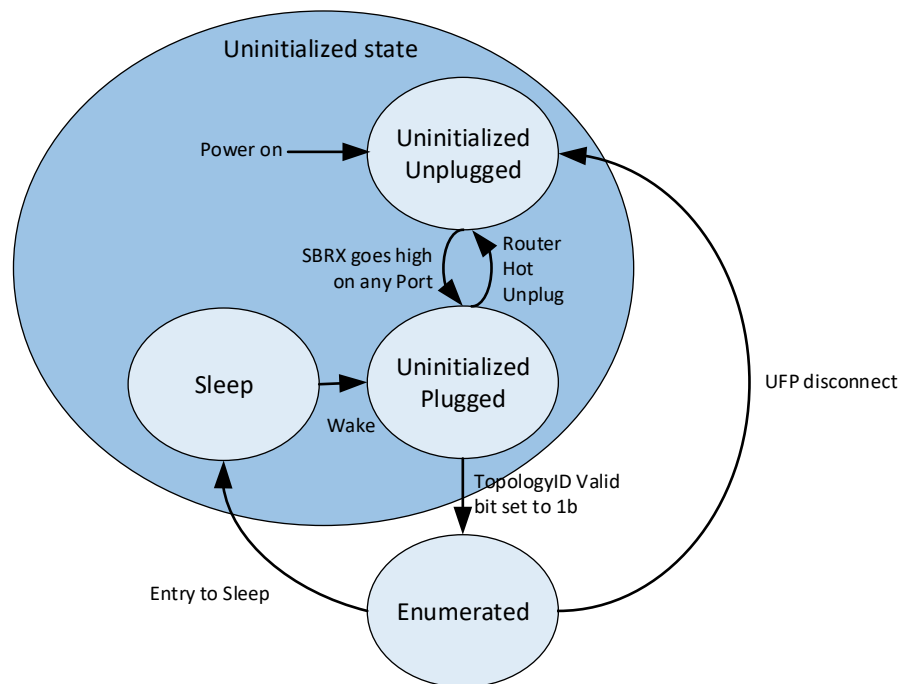 Uninitialized state
Uninitialized
Unplugged
Power on
SBRX goes high
on any Port
Router
Hot
Unplug
Sleep
Wake
Uninitialized
Plugged
UFP disconnect
TopologyID Valid
bit set to 1b
Entry to Sleep
Enumerated